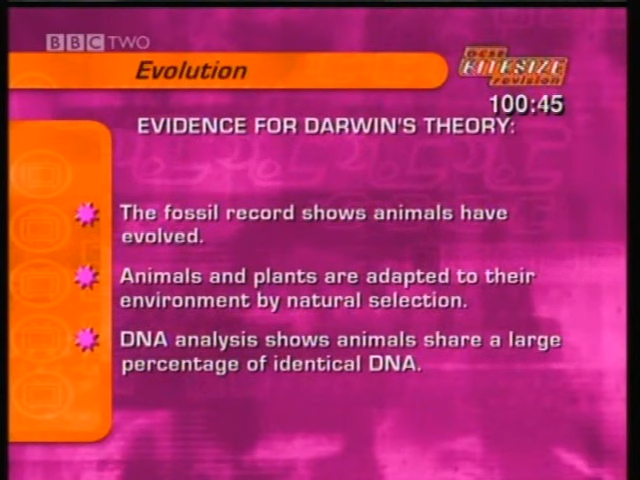 BBC TWO
Evolution
GCSE
BITESIZE
revision
100:45
EVIDENCE FOR DARWIN'S THEORY:
The fossil record shows animals have
evolved.
Animals and plants are adapted to their
environment by natural selection.
DNA analysis shows animals share a large
percentage of identical DNA.